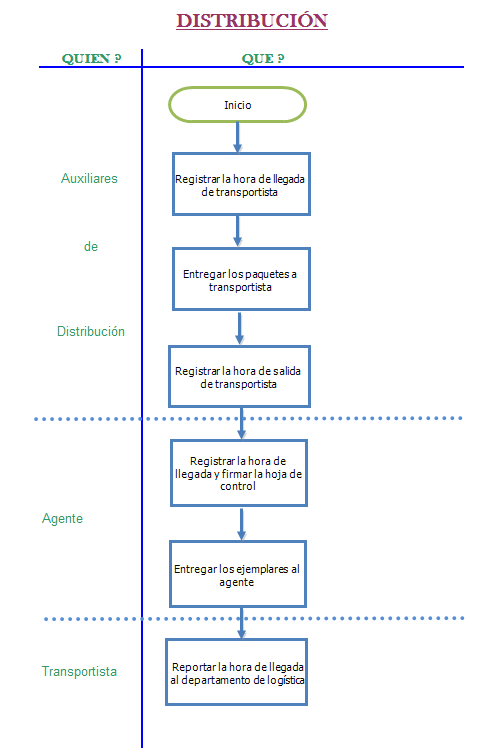 DISTRIBUCIÓN
QUIEN ?
QUE ?
Inicio
Auxiliares
Registrar la hora de llegada
de transportista
de
Entregar los paquetes a
transportista
Distribución
Registrar la hora de salida
de transportista
Registrar la hora de
llegada y firmar la hoja de
control
Agente
Entregar los ejemplares al
agente
Transportista
Reportar la hora de llegada
al departamento de logística